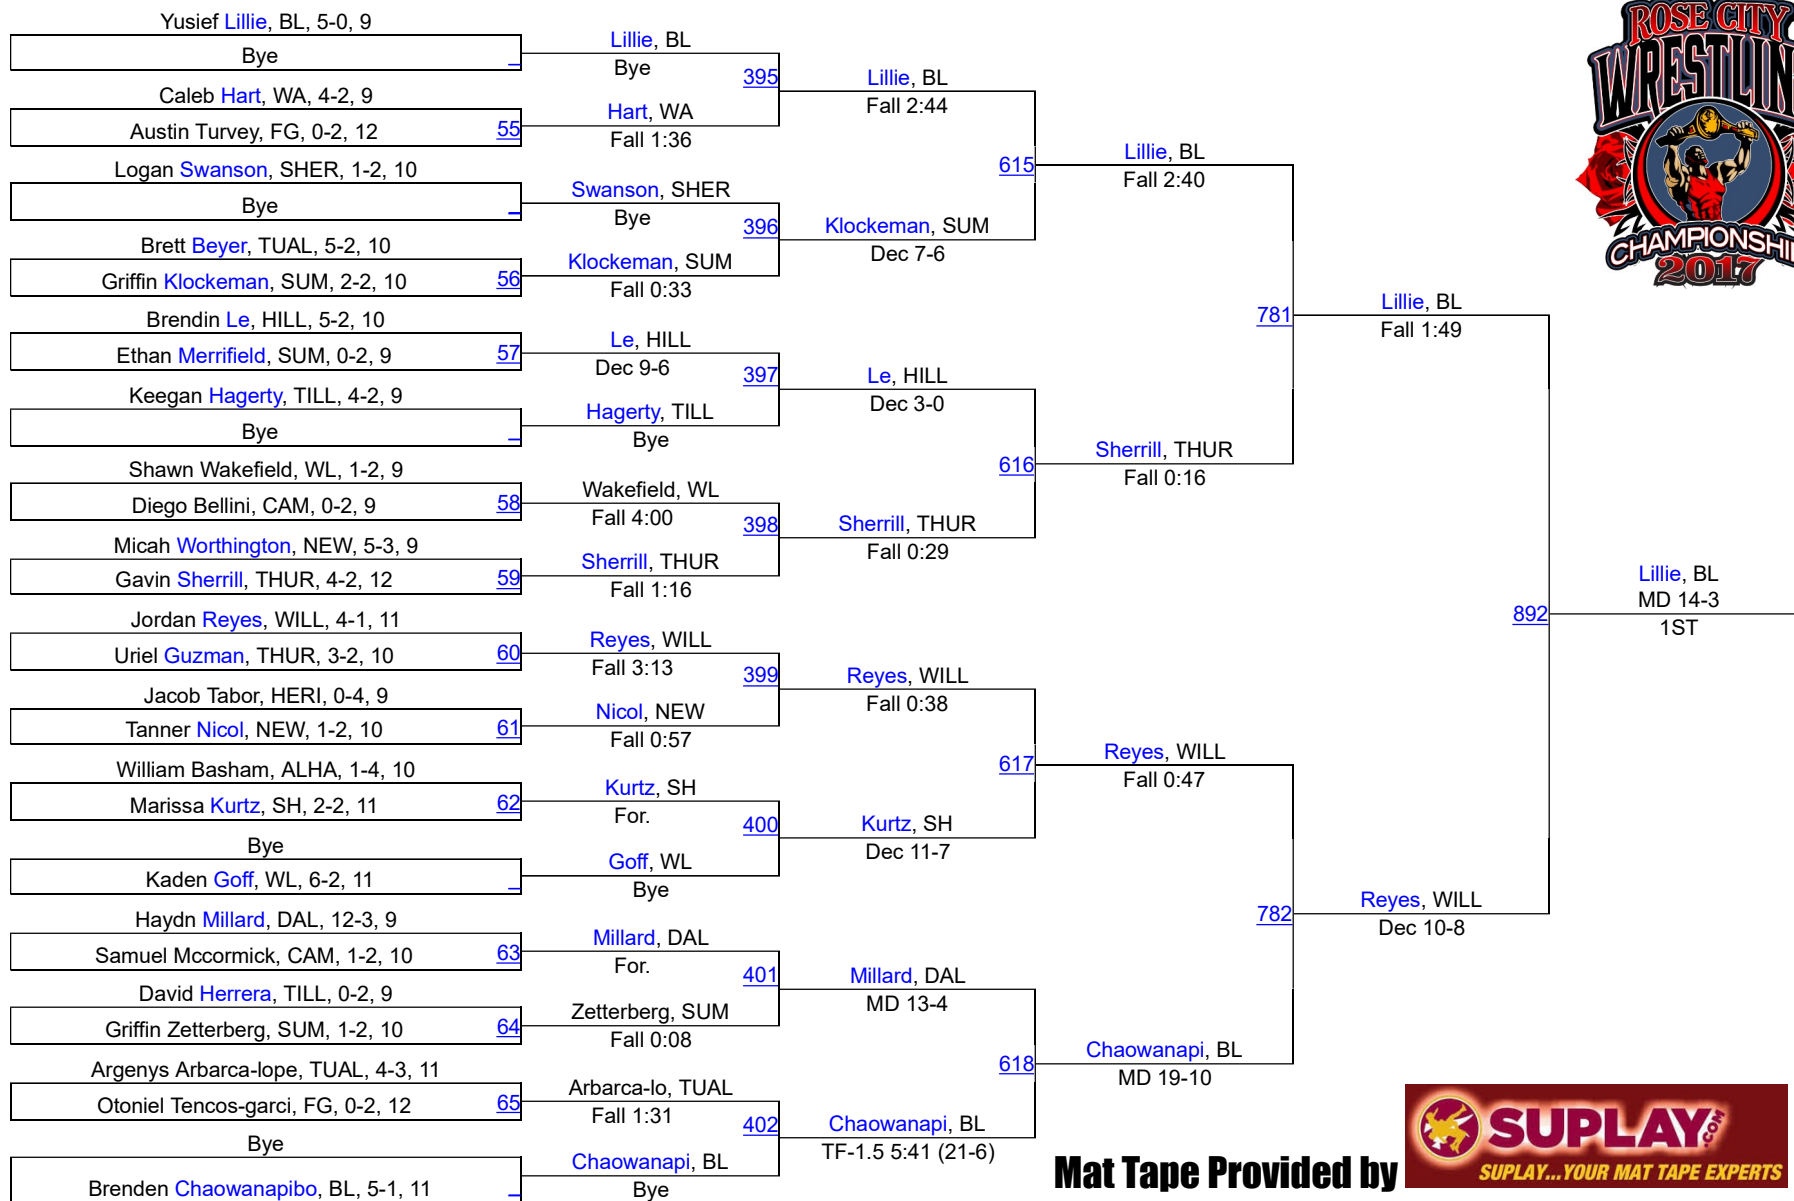 Yusief Lillie, BL, 5-0, 9
Bye
Caleb Hart, WA, 4-2, 9
Austin Turvey, FG, 0-2, 12
55
Logan Swanson, SHER, 1-2, 10
Bye
Brett Beyer, TUAL, 5-2, 10
Griffin Klockeman, SUM, 2-2, 10
56
Brendin Le, HILL, 5-2, 10
Ethan Merrifield, SUM, 0-2, 9
57
Keegan Hagerty, TILL, 4-2, 9
Bye
Shawn Wakefield, WL, 1-2, 9
Diego Bellini, CAM, 0-2, 9
58
Micah Worthington, NEW, 5-3, 9
Gavin Sherrill, THUR, 4-2, 12
59
Jordan Reyes, WILL, 4-1, 11
Uriel Guzman, THUR, 3-2, 10
60
Jacob Tabor, HERI, 0-4, 9
Tanner Nicol, NEW, 1-2, 10
61
William Basham, ALHA, 1-4, 10
Marissa Kurtz, SH, 2-2, 11
62
Bye
Kaden Goff, WL, 6-2, 11
Haydn Millard, DAL, 12-3, 9
Samuel Mccormick, CAM, 1-2, 10
63
David Herrera, TILL, 0-2, 9
Griffin Zetterberg, SUM, 1-2, 10
64
Argenys Arbarca-lope, TUAL, 4-3, 11
Otoniel Tencos-garci, FG, 0-2, 12
65
Bye
Brenden Chaowanapibo, BL, 5-1, 11
Lillie, BL
Bye
395
Hart, WA
Fall 1:36
Swanson, SHER
Bye
396
Klockeman, SUM
Fall 0:33
Le, HILL
Dec 9-6
397
Hagerty, TILL
Bye
Wakefield, WL
Fall 4:00
398
Sherrill, THUR
Fall 1:16
Reyes, WILL
Fall 3:13
399
Nicol, NEW
Fall 0:57
Kurtz, SH
For.
400
Goff, WL
Bye
Millard, DAL
For.
401
Zetterberg, SUM
Fall 0:08
Arbarca-lo, TUAL
Fall 1:31
402
Chaowanapi, BL
Bye
Lillie, BL
Fall 2:44
615
Klockeman, SUM
Dec 7-6
Le, HILL
Dec 3-0
616
Sherrill, THUR
Fall 0:29
Reyes, WILL
Fall 0:38
617
Kurtz, SH
Dec 11-7
Millard, DAL
MD 13-4
618
Chaowanapi, BL
TF-1.5 5:41 (21-6)
Lillie, BL
Fall 2:40
781
Sherrill, THUR
Fall 0:16
Reyes, WILL
Fall 0:47
782
Chaowanapi, BL
MD 19-10
Lillie, BL
Fall 1:49
892
Reyes, WILL
Dec 10-8
Lillie, BL
MD 14-3
1ST
ROSE CITY
WRESTLIN
CHAMPIONSHI
2017
Mat Tape Provided by
SUPLAY.COM
SUPLAY...YOUR MAT TAPE EXPERTS